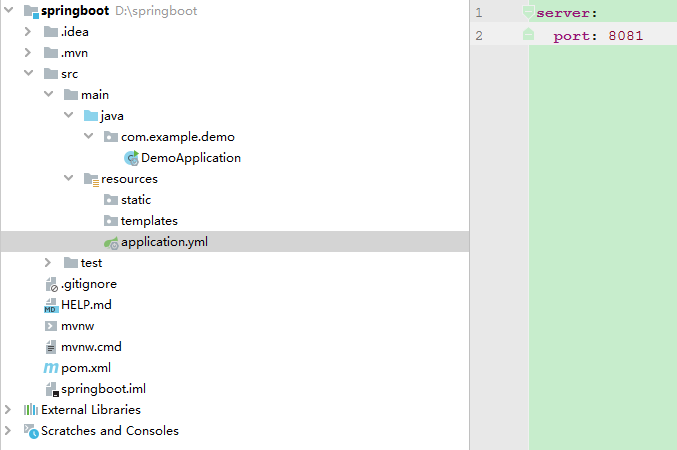 springboot D:\springboot
.idea
.mvn
src
main
java
com.example.demo
DemoApplication
resources
static
templates
application.yml
test
.gitignore
MD HELP.md
mvnw
mvnw.cmd
m pom.xml
springboot.iml
External Libraries
Scratches and Consoles
1 server:
2 port: 8081